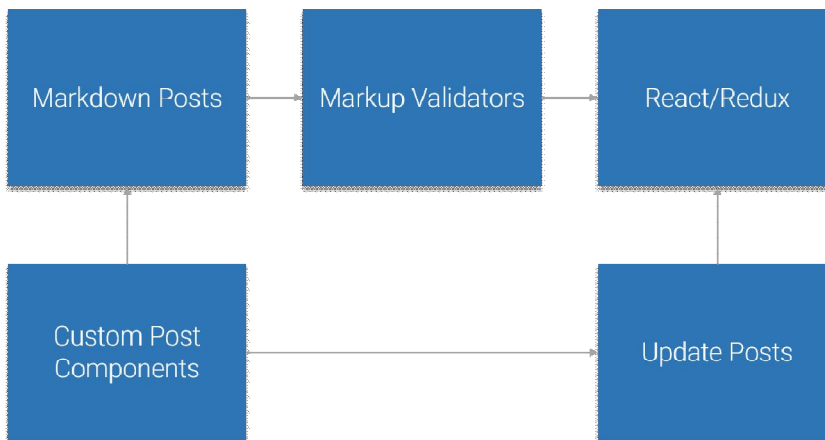 Markdown Posts
Markup Validators
React/Redux
Custom Post
Components
Update Posts